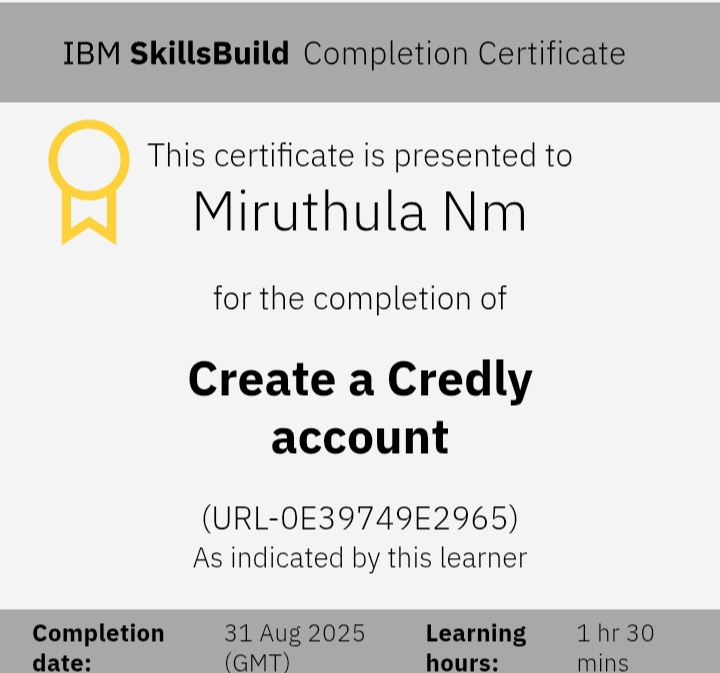 IBM SkillsBuild Completion Certificate
This certificate is presented to
Miruthula Nm
for the completion of
Create a Credly
account
(URL-0E39749E2965)
As indicated by this learner
Completion date: 31 Aug 2025 (GMT) Learning hours: 1 hr 30 mins